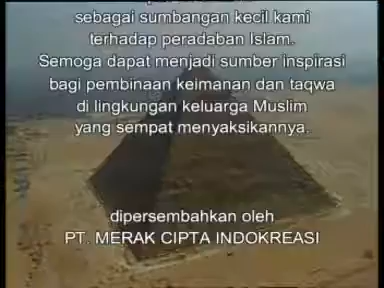 sebagai sumbangan kecil kami
terhadap peradaban Islam.
Semoga dapat menjadi sumber inspirasi
bagi pembinaan keimanan dan taqwa
di lingkungan keluarga Muslim
yang sempat menyaksikannya.
dipersembahkan oleh
PT. MERAK CIPTA INDOKREASI